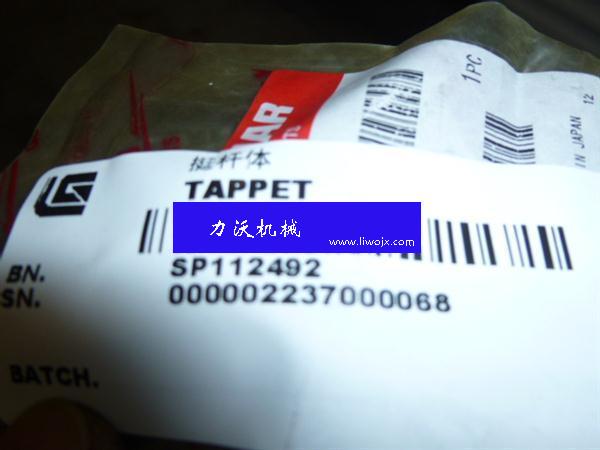 1PC
IN JAPAN 12
挺杆体
TAPPET
力沃机械
www.liwojx.com
BN.
SP112492
SN.
000002237000068
BATCH.